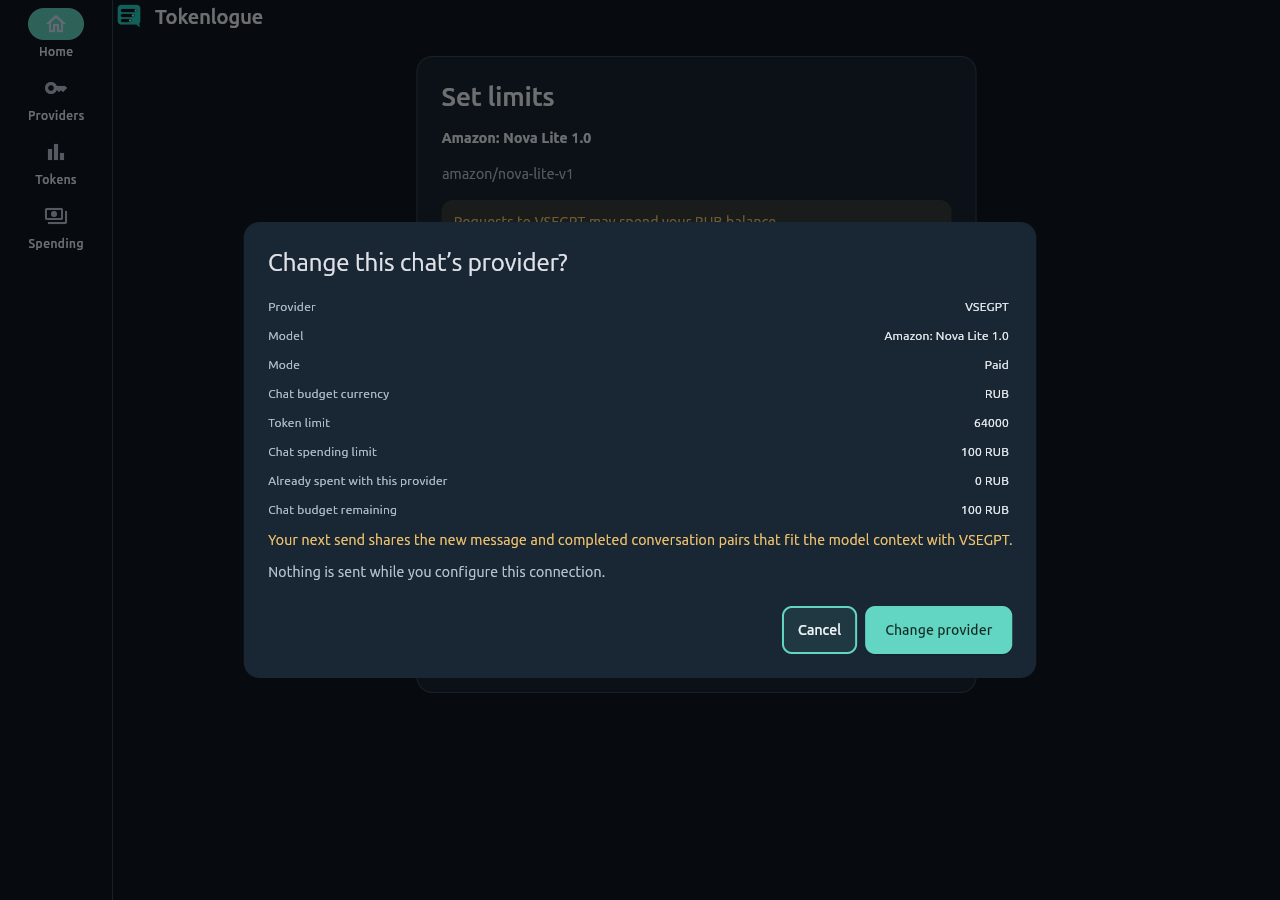 Tokenlogue
Home
Providers
Tokens
Spending
Set limits
Amazon: Nova Lite 1.0
amazon/nova-lite-v1
Requests to VSEGPT may spend your RUB balance
Change this chat’s provider?
Provider VSEGPT
Model Amazon: Nova Lite 1.0
Mode Paid
Chat budget currency RUB
Token limit 64000
Chat spending limit 100 RUB
Already spent with this provider 0 RUB
Chat budget remaining 100 RUB
Your next send shares the new message and completed conversation pairs that fit the model context with VSEGPT.
Nothing is sent while you configure this connection.
Cancel Change provider